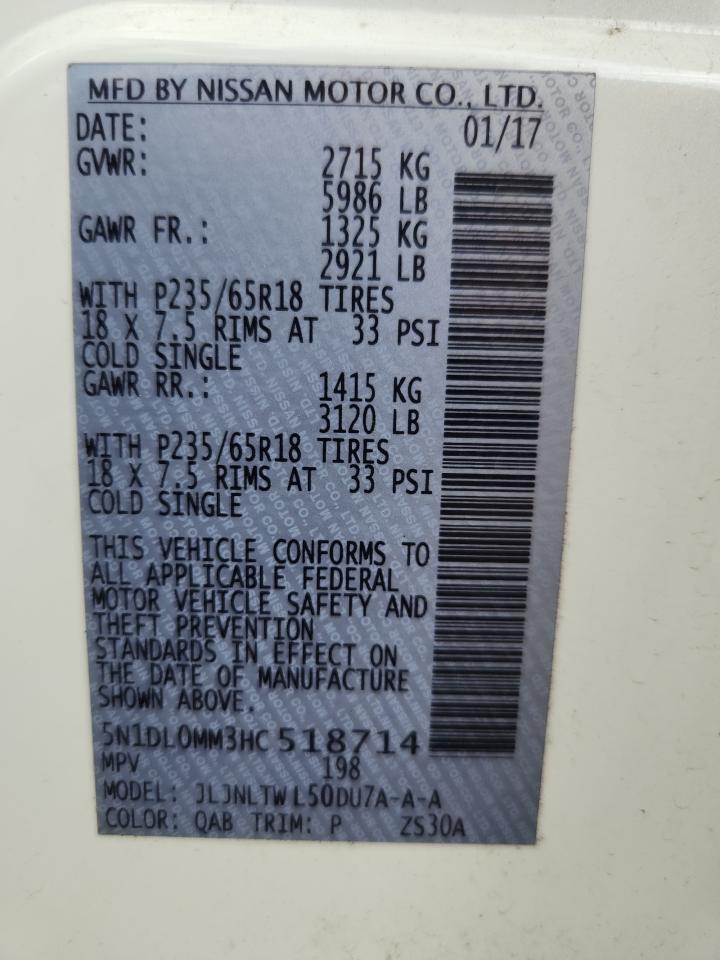 MFD BY NISSAN MOTOR CO., LTD.
DATE: 01/17
GVWR: 2715 KG
5986 LB
GAWR FR.: 1325 KG
2921 LB
WITH P235/65R18 TIRES
18 X 7.5 RIMS AT 33 PSI
COLD SINGLE
GAWR RR.: 1415 KG
3120 LB
WITH P235/65R18 TIRES
18 X 7.5 RIMS AT 33 PSI
COLD SINGLE
THIS VEHICLE CONFORMS TO
ALL APPLICABLE FEDERAL
MOTOR VEHICLE SAFETY AND
THEFT PREVENTION
STANDARDS IN EFFECT ON
THE DATE OF MANUFACTURE
SHOWN ABOVE.
5N1DL0MM3HC 518714
MPV 198
MODEL: JLJNLTW L50DU7A-A-A
COLOR: QAB TRIM: P ZS30A